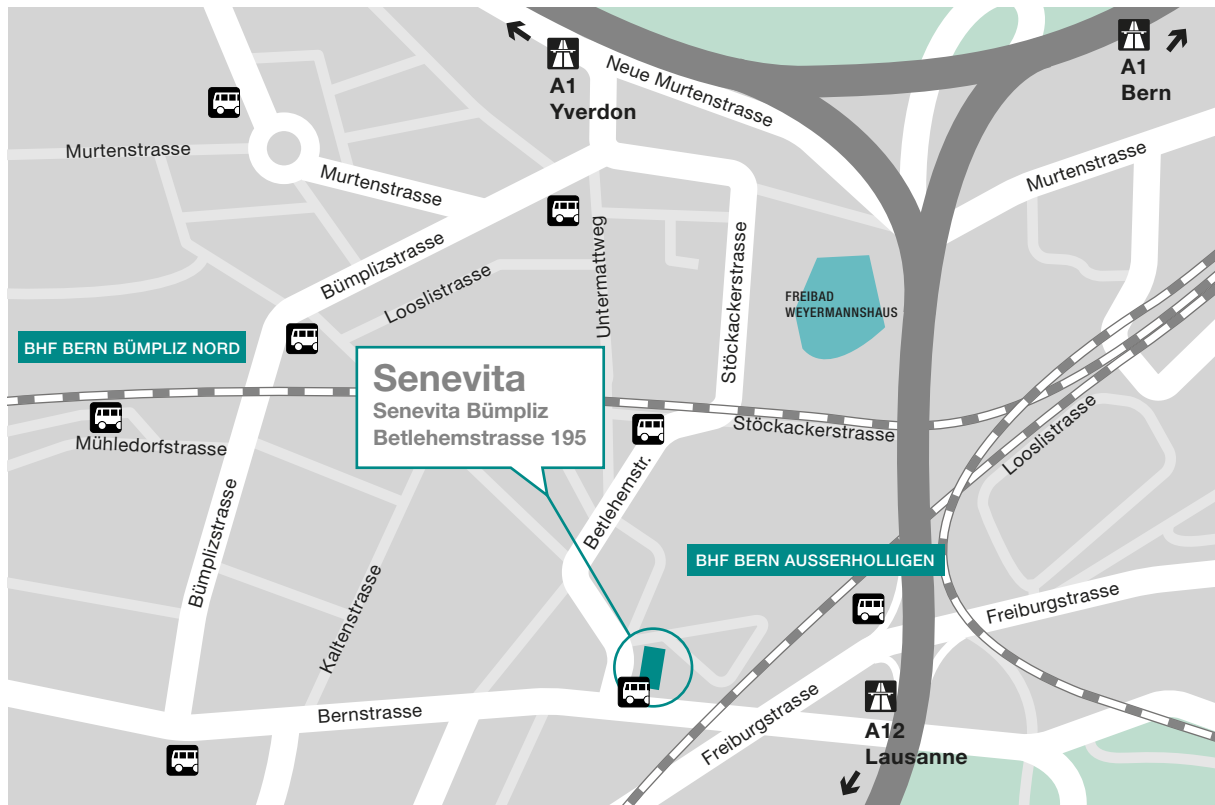 A1
Yverdon
Neue Murtenstrasse
A1
Bern
Murtenstrasse
Murtenstrasse
Murtenstrasse
Bümplizstrasse
Looslistrasse
Untermattweg
Stöckackerstrasse
FREIBAD
WEYERMANNSHAUS
BHF BERN BÜMPLIZ NORD
Senevita
Senevita Bümpliz
Betlehemstrasse 195
Mühledorfstrasse
Stöckackerstrasse
Looslistrasse
Betlehemstr.
Bümplizstrasse
BHF BERN AUSSERHOLLIGEN
Kaltenstrasse
Freiburgstrasse
Bernstrasse
Freiburgstrasse
A12
Lausanne